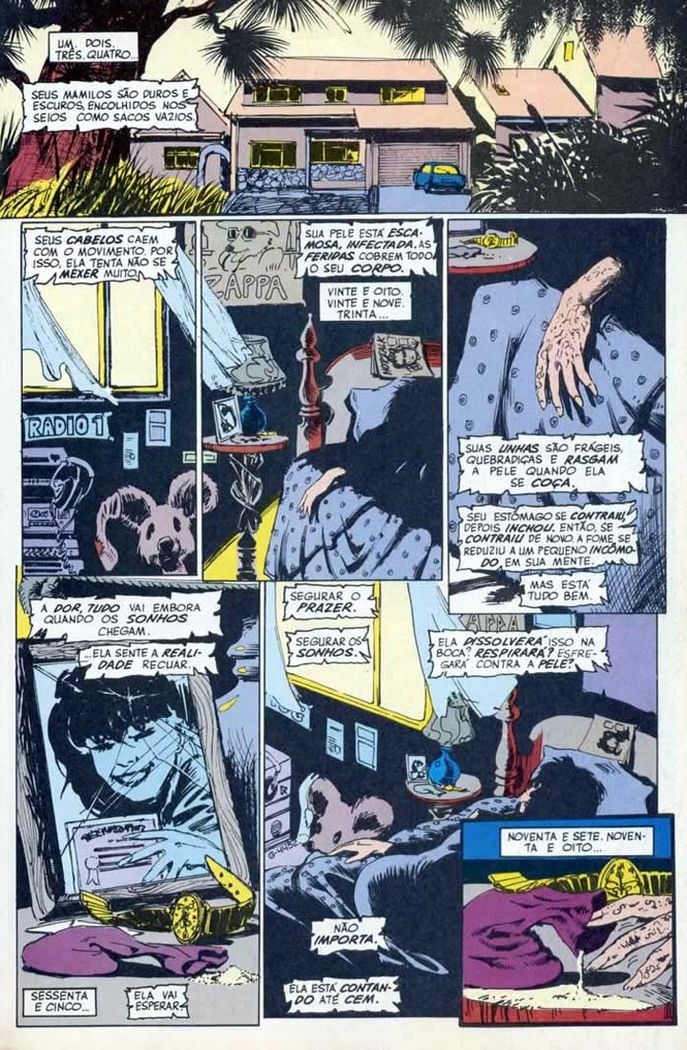 UM. DOIS.
TRÊS. QUATRO...
SEUS MAMILOS SÃO DUROS E
ESCUROS, ENCOLHIDOS NOS
SEIOS COMO SACOS VAZIOS.
SEUS CABELOS CAEM
COM O MOVIMENTO. POR
ISSO, ELA TENTA NÃO SE
MEXER MUITO.
RADIO 1
SUA PELE ESTÁ ESCA-
MOSA, INFECTADA. AS
FERIDAS COBREM TODO
O SEU CORPO.
ZAPPA
VINTE E OITO.
VINTE E NOVE.
TRINTA...
SUAS UNHAS SÃO FRÁGEIS,
QUEBRADIÇAS E RASGAM
A PELE QUANDO ELA
SE COÇA.
SEU ESTÔMAGO SE CONTRAIU,
DEPOIS INCHOU. ENTÃO, SE
CONTRAIU DE NOVO. A FOME SE
REDUZIU A UM PEQUENO INCÔMO-
DO, EM SUA MENTE.
MAS ESTÁ
TUDO BEM.
A DOR, TUDO VAI EMBORA
QUANDO OS SONHOS
CHEGAM.
...ELA SENTE A REALI-
DADE RECUAR.
SESSENTA
E CINCO...
ELA VAI
ESPERAR.
SEGURAR O
PRAZER.
SEGURAR OS
SONHOS.
ELA DISSOLVERÁ ISSO NA
BOCA? RESPIRARÁ? ESFRE-
GARÁ CONTRA A PELE?
NÃO
IMPORTA.
ELA ESTÁ CONTAN-
DO ATÉ CEM.
NOVENTA E SETE. NOVEN-
TA E OITO...